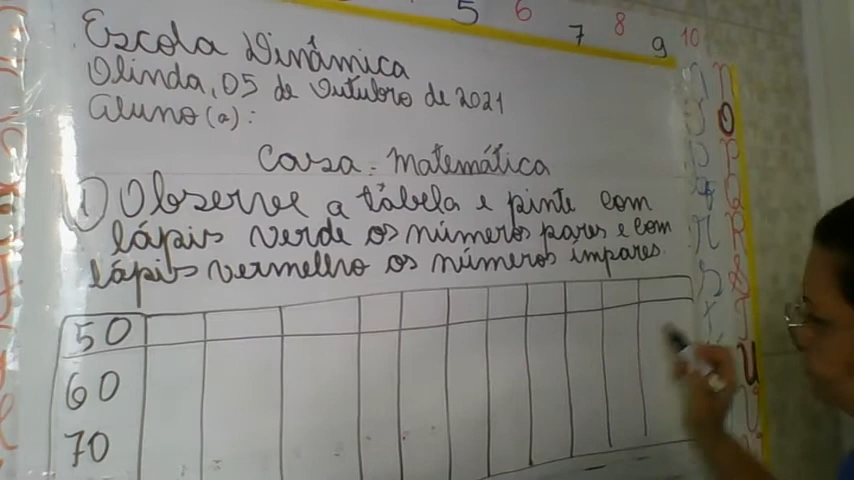 5 6 7 8 9 10
Escola Dinâmica
Olinda, 05 de Outubro de 2021
Aluno(a):
Casa: Matemática
1 Observe a tabela e pinte com
lápis verde os números pares e com
lápis vermelho os números ímpares.
50
60
70